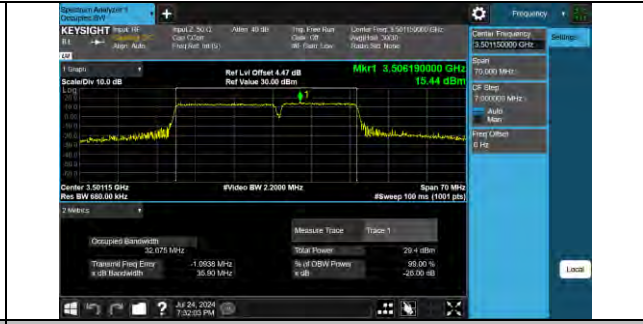 Spectrum Analyzer 1
Occupied BW
Frequency
KEYSIGHT Input: RF
Input Z: 50 Ω
Atten: 40 dB
Trig: Free Run
Center Freq: 3.501150000 GHz
Gate: Off
Align: Auto
Freq Ref: Int (S)
Radio Std: None
Center Frequency
3.501150000 GHz
Settings
1 Graph
Scale/Div 10.0 dB
Ref Lvl Offset 4.47 dB
Ref Value 30.00 dBm
Mkr1 3.506190000 GHz
15.44 dBm
Log
Span
70.000 MHz
CF Step
7.000000 MHz
Auto
Man
Freq Offset
0 Hz
1
Center 3.50115 GHz
Res BW 680.00 kHz
#Video BW 2.2000 MHz
Span 70 MHz
#Sweep 100 ms (1001 pts)
2 Metrics
Measure Trace
Trace 1
Occupied Bandwidth
32.075 MHz
Total Power
29.4 dBm
Transmit Freq Error
-1.0938 MHz
% of OBW Power
99.00 %
x dB Bandwidth
35.90 MHz
x dB
-26.00 dB
Local
?
Jul 24, 2024
7:32:03 PM